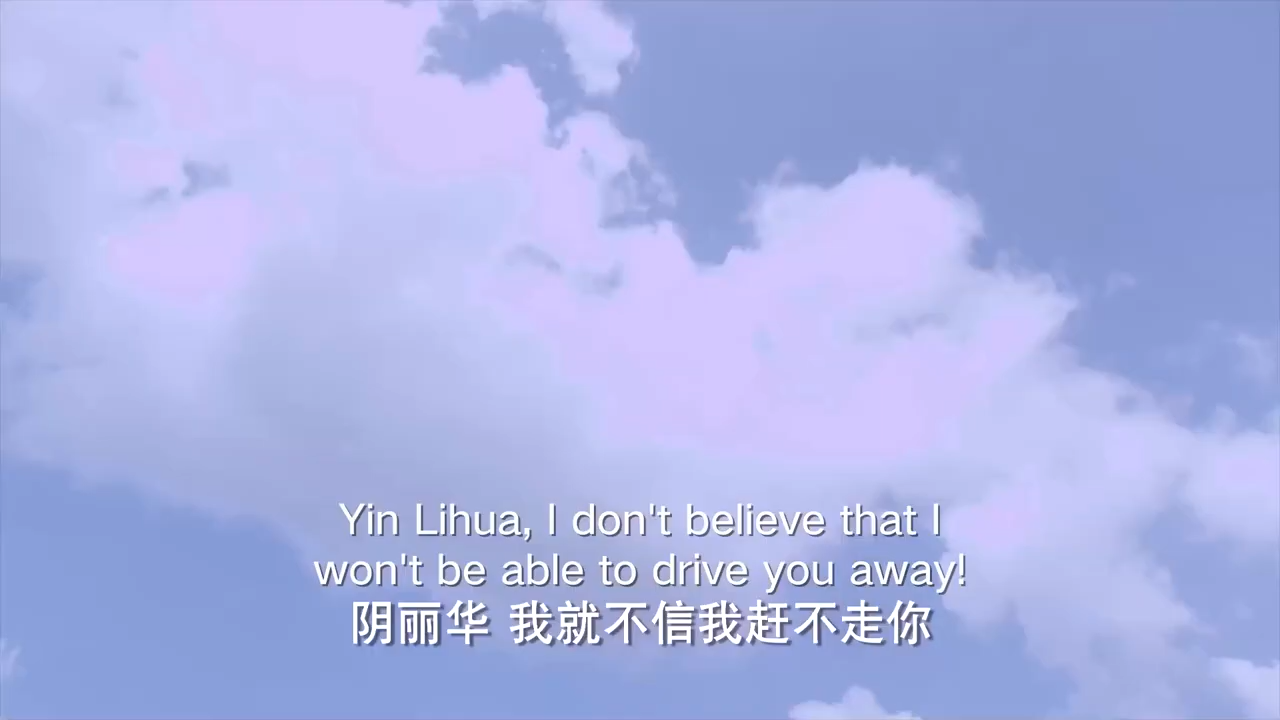 Yin Lihua, I don't believe that I
won't be able to drive you away!
阴丽华 我就不信我赶不走你